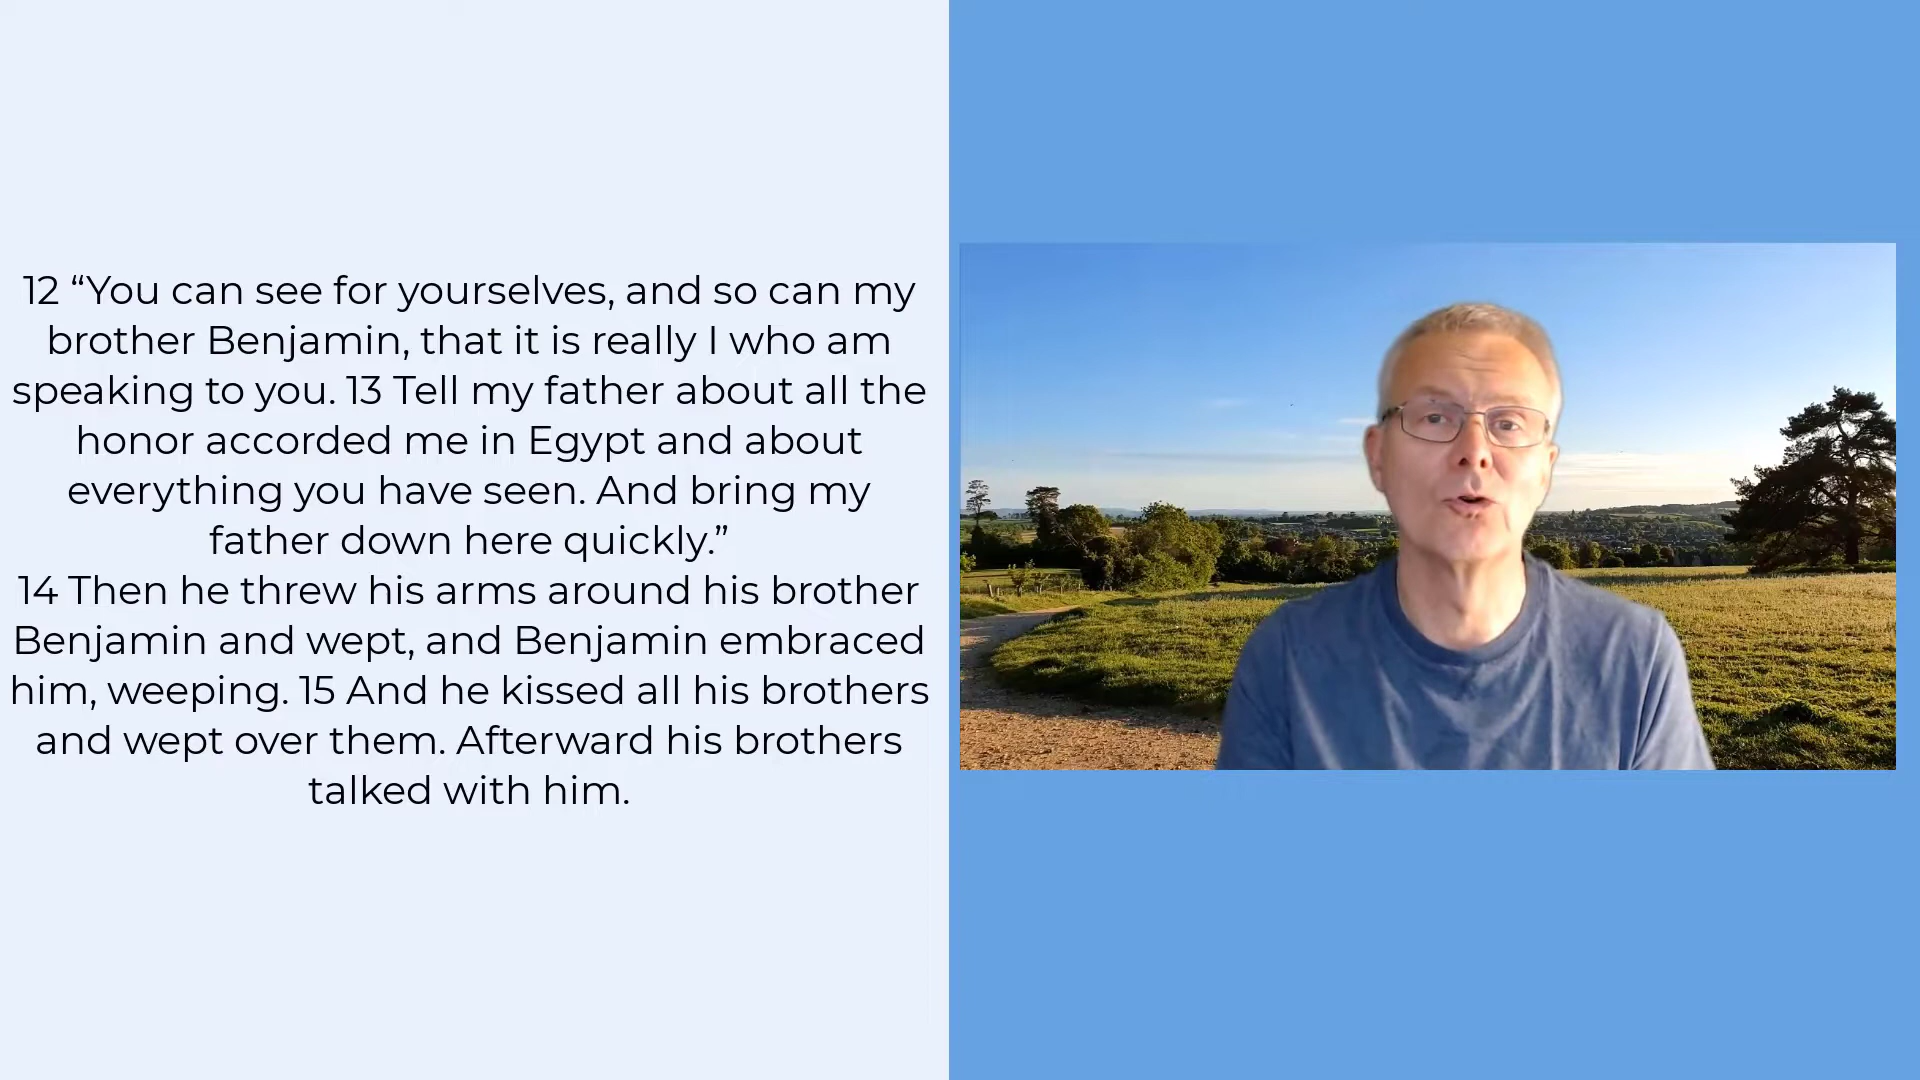 12 “You can see for yourselves, and so can my
brother Benjamin, that it is really I who am
speaking to you. 13 Tell my father about all the
honor accorded me in Egypt and about
everything you have seen. And bring my
father down here quickly.”
14 Then he threw his arms around his brother
Benjamin and wept, and Benjamin embraced
him, weeping. 15 And he kissed all his brothers
and wept over them. Afterward his brothers
talked with him.